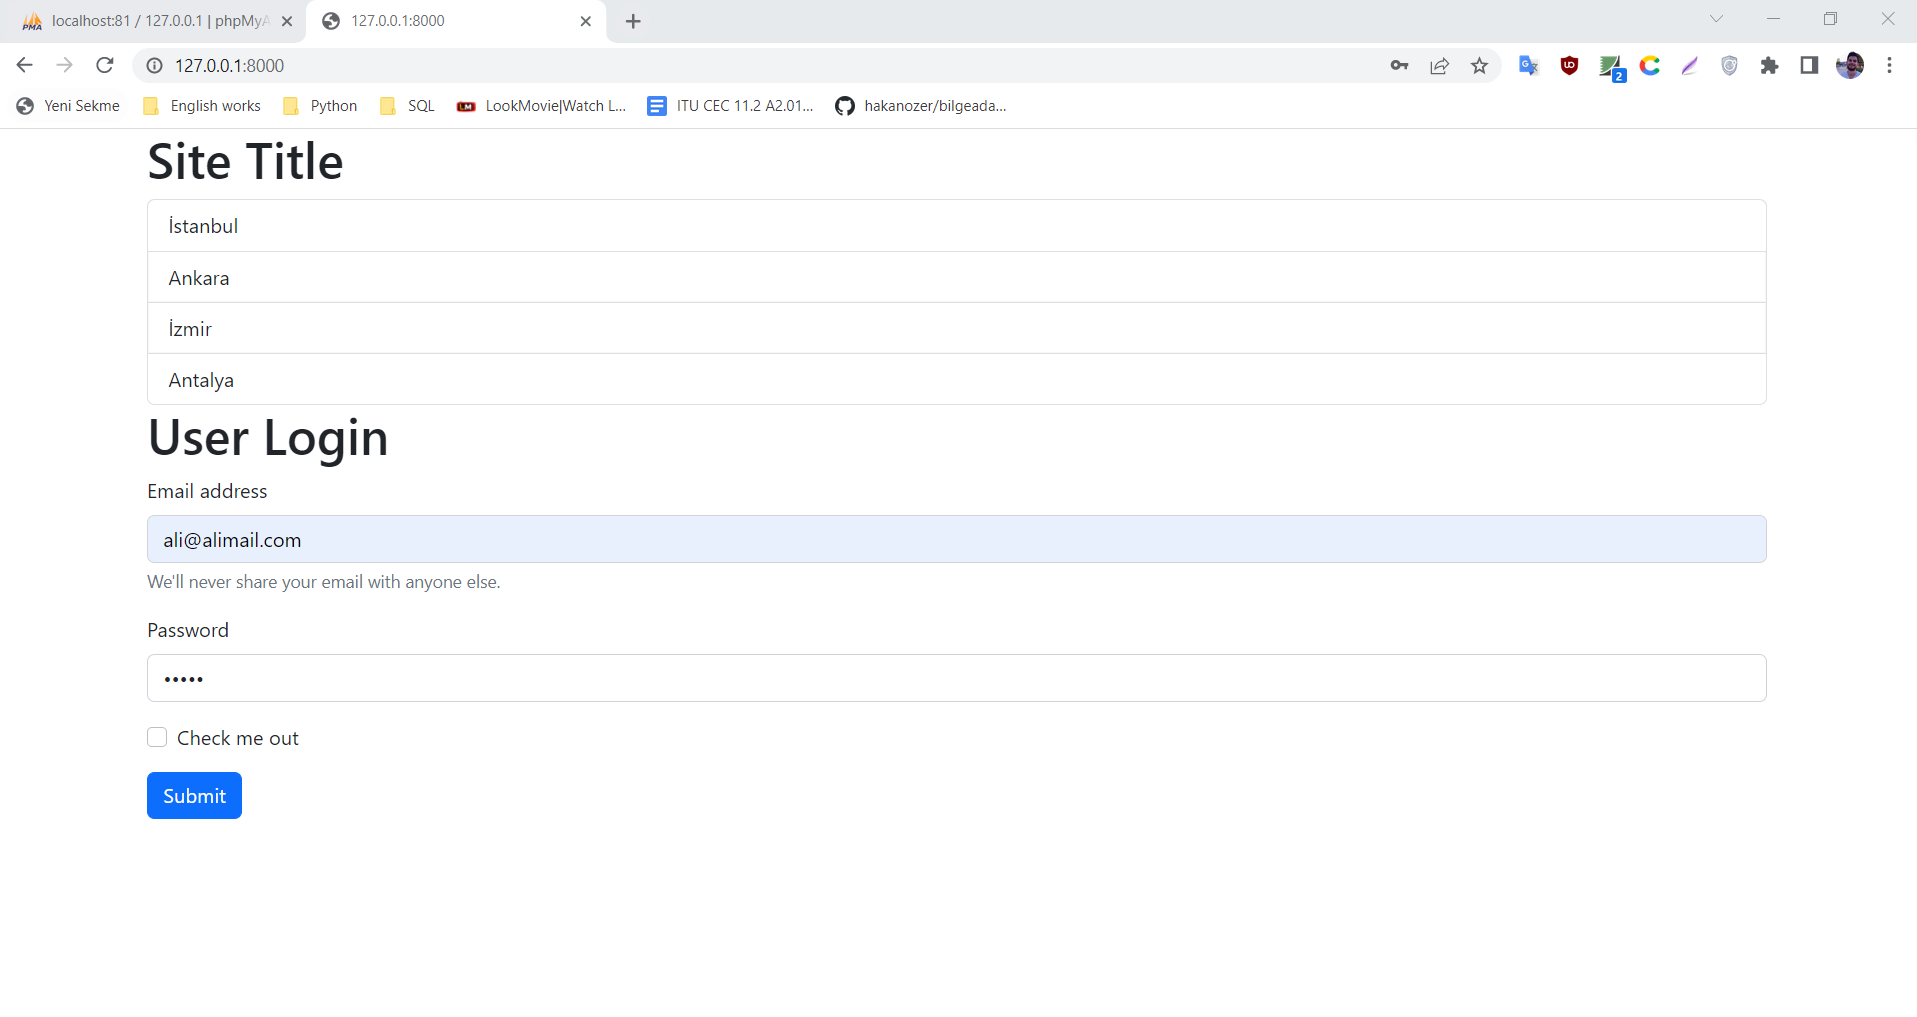 localhost:81 / 127.0.0.1 | phpMyA
127.0.0.1:8000
127.0.0.1:8000
2
Yeni Sekme
English works
Python
SQL
LookMovie|Watch L...
ITU CEC 11.2 A2.01...
hakanozer/bilgeada...
Site Title
İstanbul
Ankara
İzmir
Antalya
User Login
Email address
ali@alimail.com
We'll never share your email with anyone else.
Password
•••••
Check me out
Submit